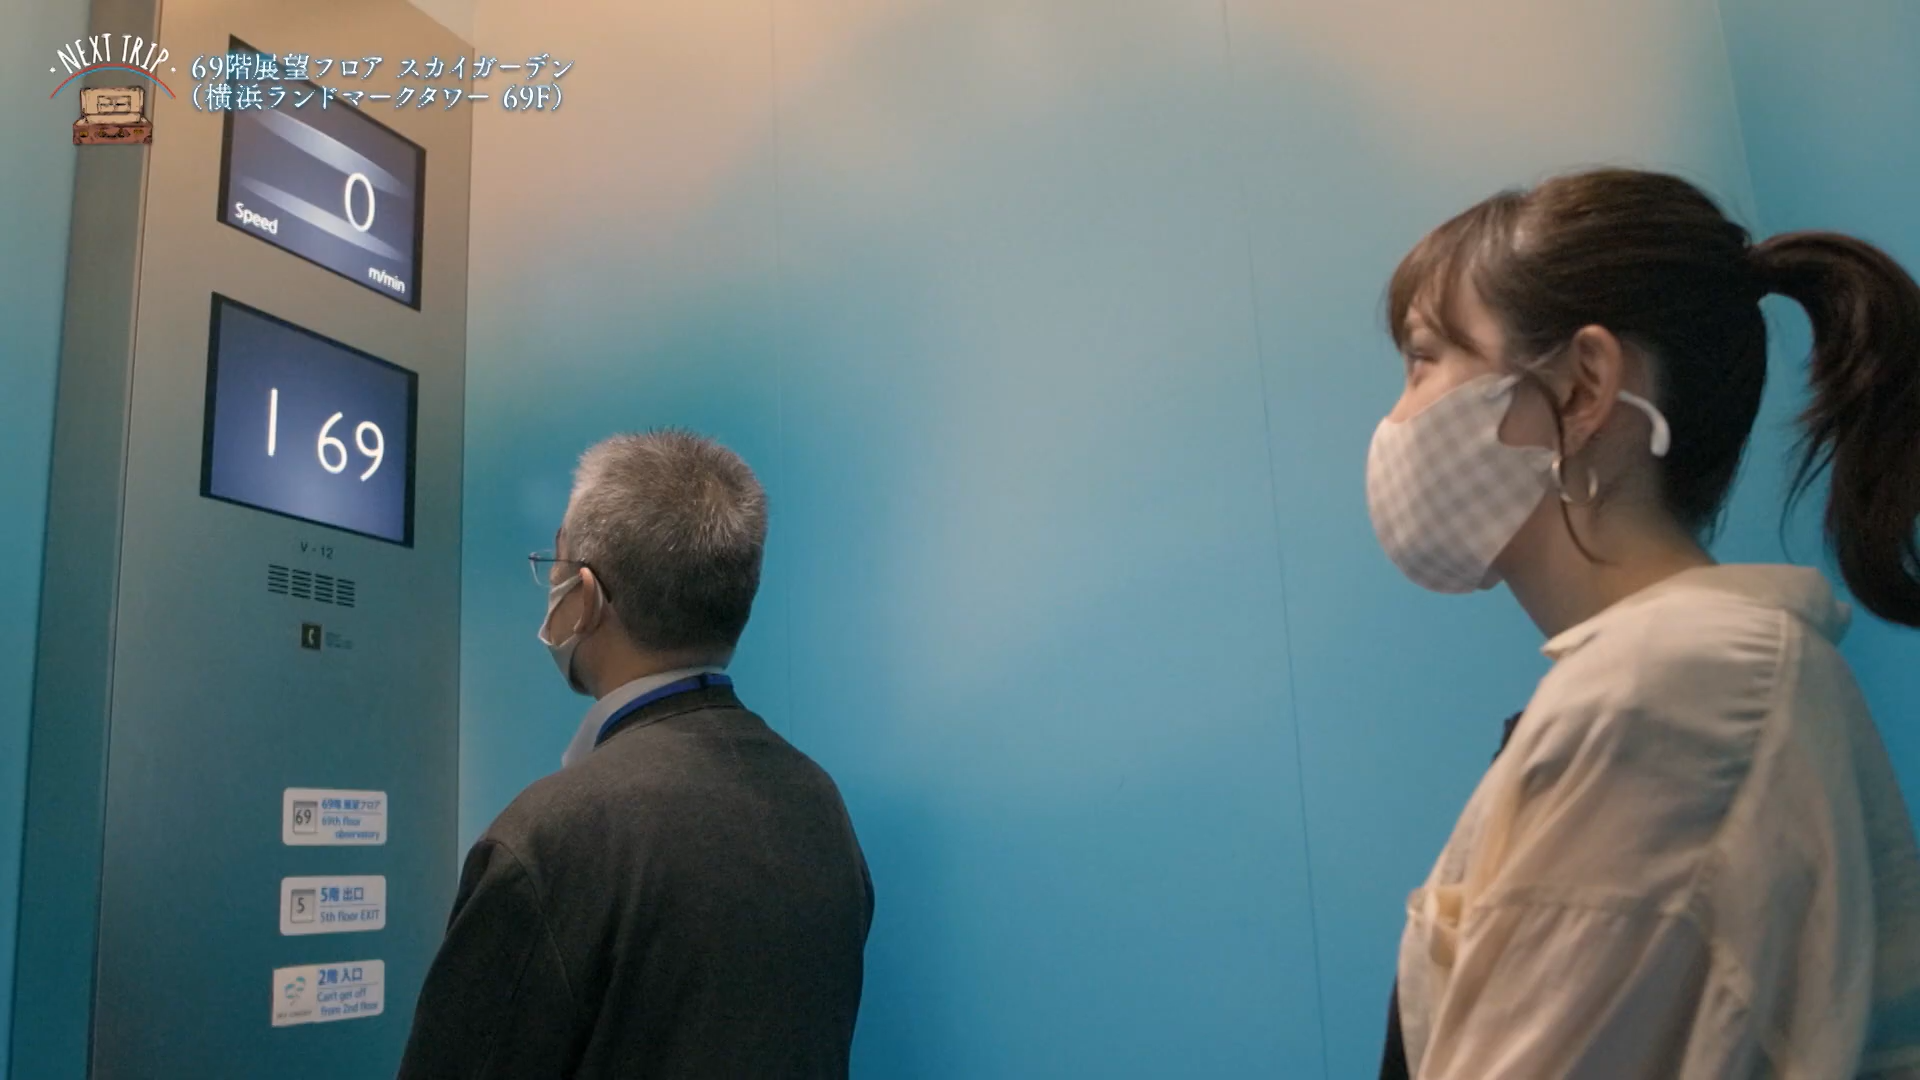 NEXT TRIP
69階展望フロア スカイガーデン
(横浜ランドマークタワー 69F)
0
Speed
m/min
| 69
V - 12
69
69階 展望フロア
69th floor
observatory
5
5階 出口
5th floor EXIT
2階 入口
Can't get off
from 2nd floor